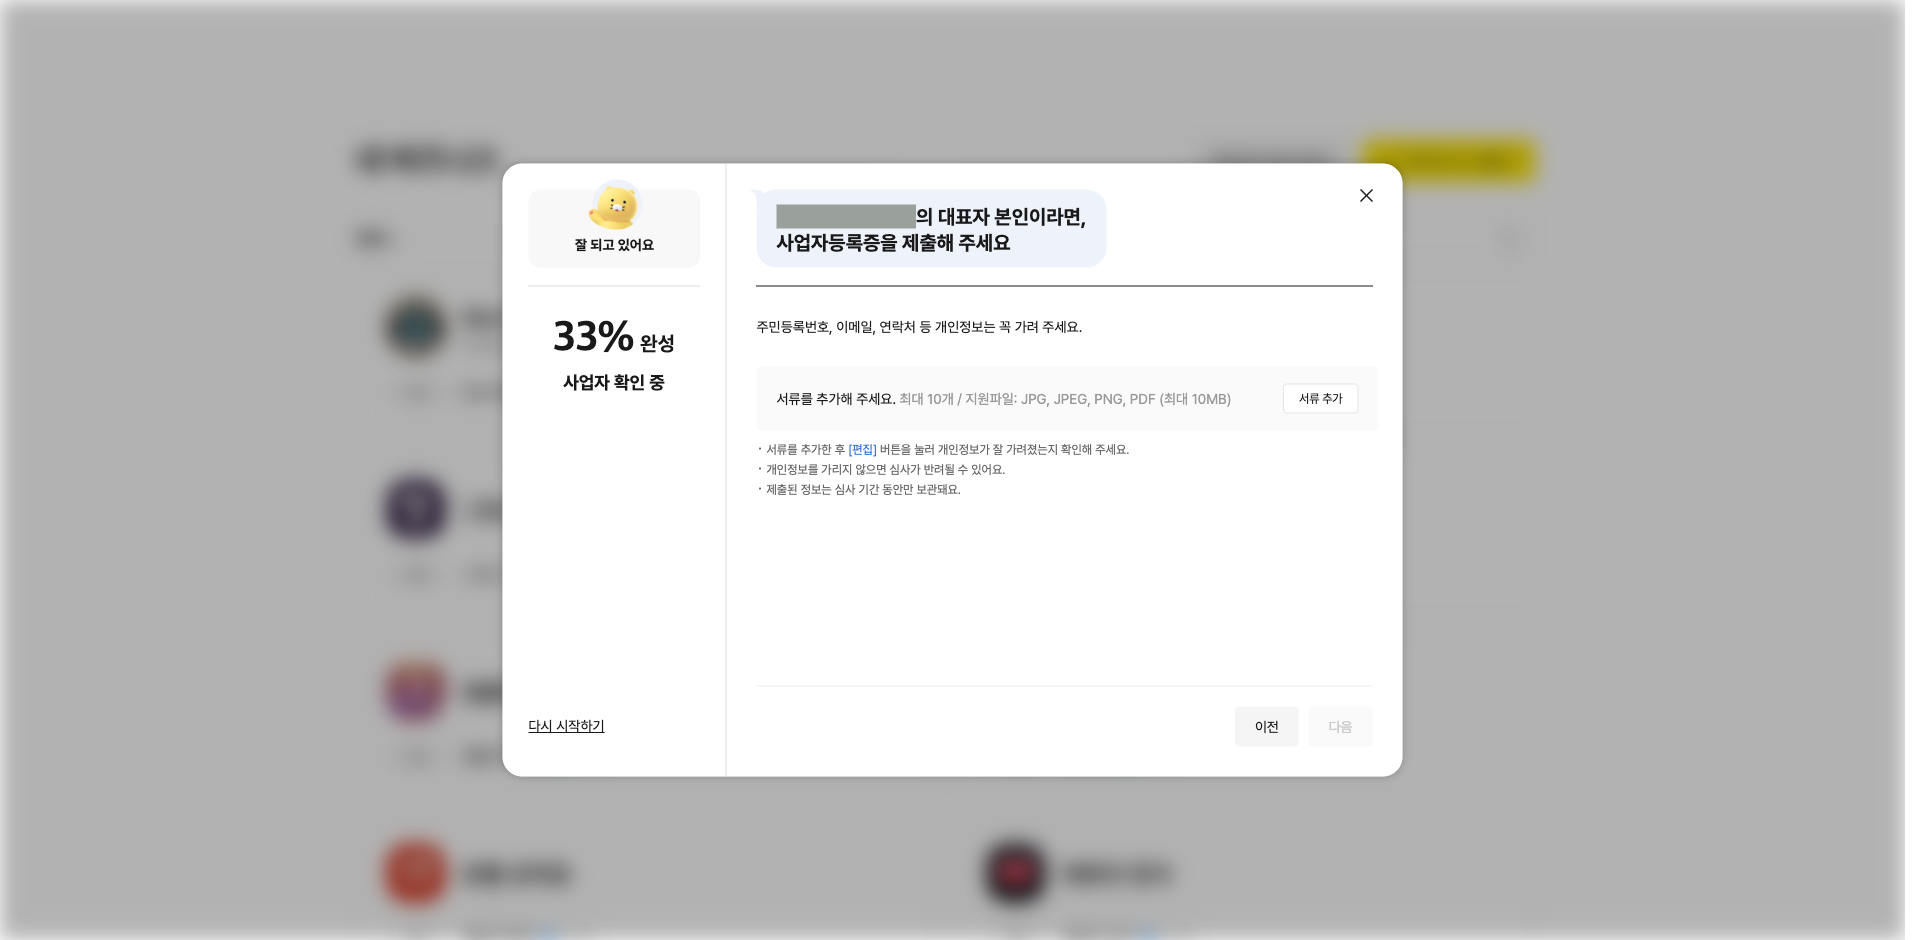 잘 되고 있어요
33% 완성
사업자 확인 중
다시 시작하기
의 대표자 본인이라면,
사업자등록증을 제출해 주세요
주민등록번호, 이메일, 연락처 등 개인정보는 꼭 가려 주세요.
서류를 추가해 주세요. 최대 10개 / 지원파일: JPG, JPEG, PNG, PDF (최대 10MB)
서류 추가
· 서류를 추가한 후 [편집] 버튼을 눌러 개인정보가 잘 가려졌는지 확인해 주세요.
· 개인정보를 가리지 않으면 심사가 반려될 수 있어요.
· 제출된 정보는 심사 기간 동안만 보관돼요.
이전
다음